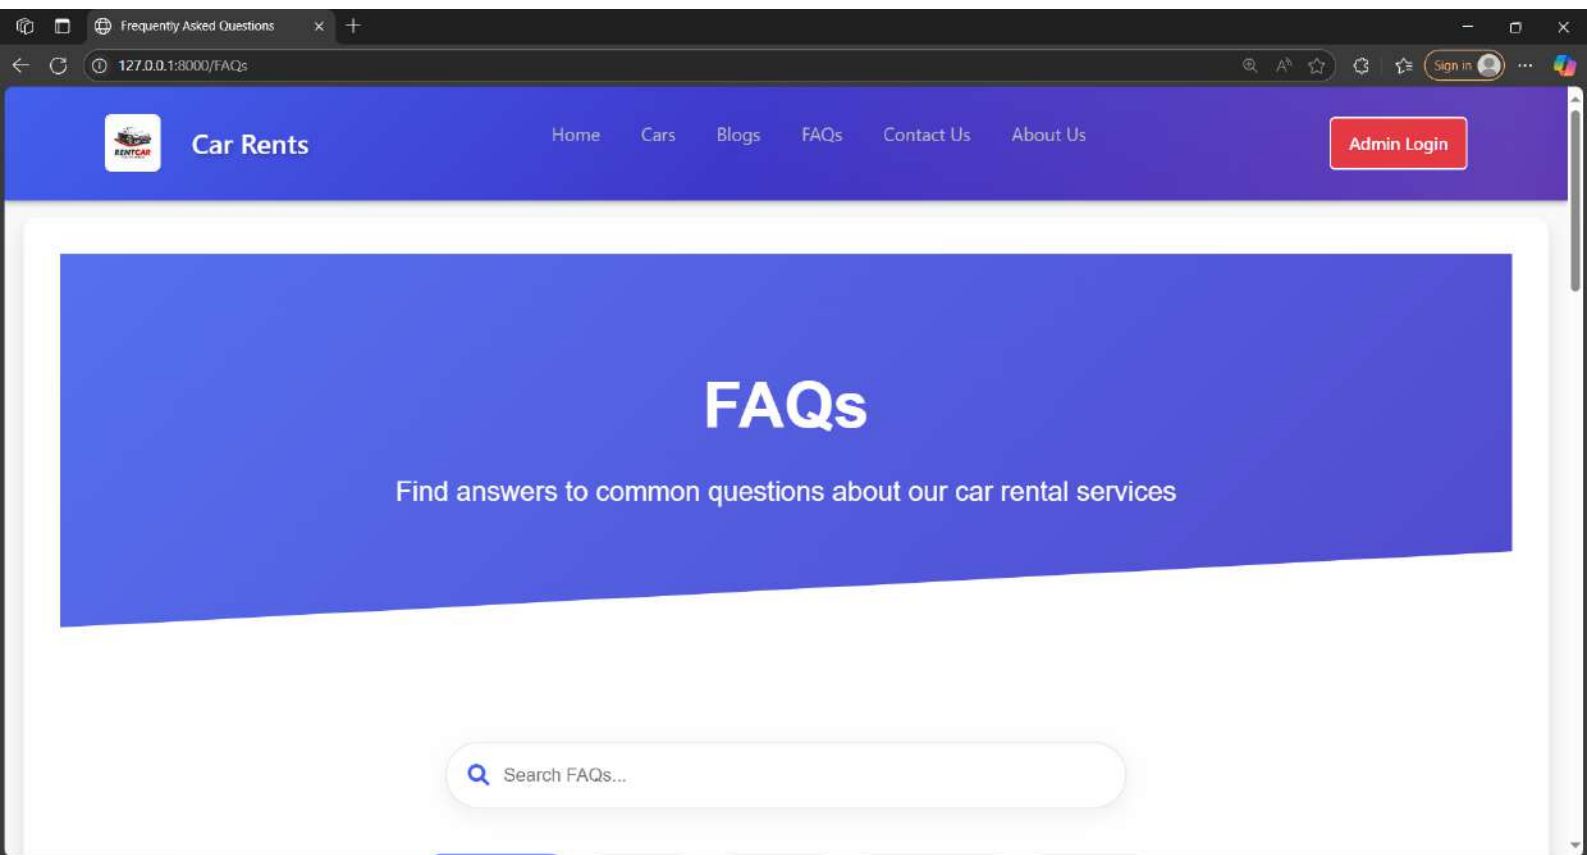 Frequently Asked Questions
127.0.0.1:8000/FAQs
Sign in
RENTCAR
Car Rents
Home Cars Blogs FAQs Contact Us About Us
Admin Login
FAQs
Find answers to common questions about our car rental services
Search FAQs...